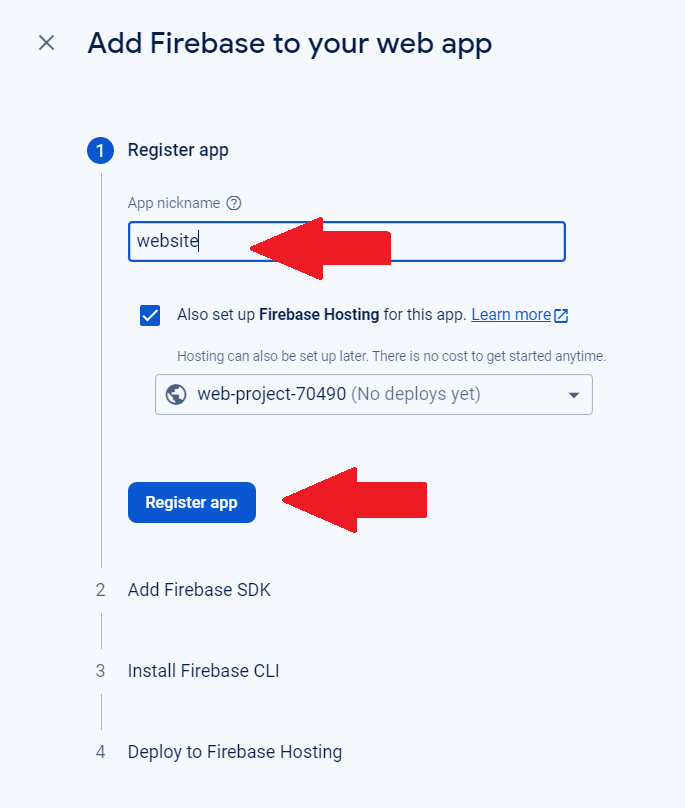 Add Firebase to your web app
1 Register app
App nickname
website
Also set up Firebase Hosting for this app. Learn more
Hosting can also be set up later. There is no cost to get started anytime.
web-project-70490 (No deploys yet)
Register app
2 Add Firebase SDK
3 Install Firebase CLI
4 Deploy to Firebase Hosting